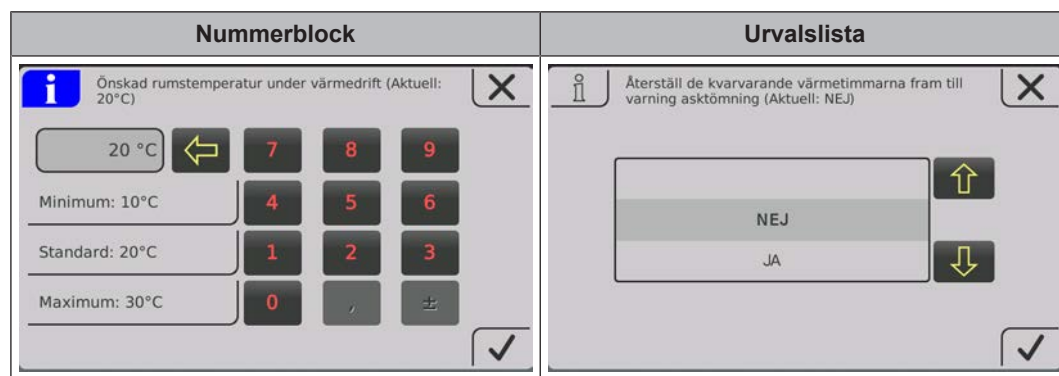 Nummerblock
Urvalslista
i
Önskad rumstemperatur under värmedrift (Aktuell:
20°C)
20 °C
7 8 9
Minimum: 10°C
4 5 6
Standard: 20°C
1 2 3
Maximum: 30°C
0 , ±
i
Återställ de kvarvarande värmetimmarna fram till
varning asktömning (Aktuell: NEJ)
NEJ
JA